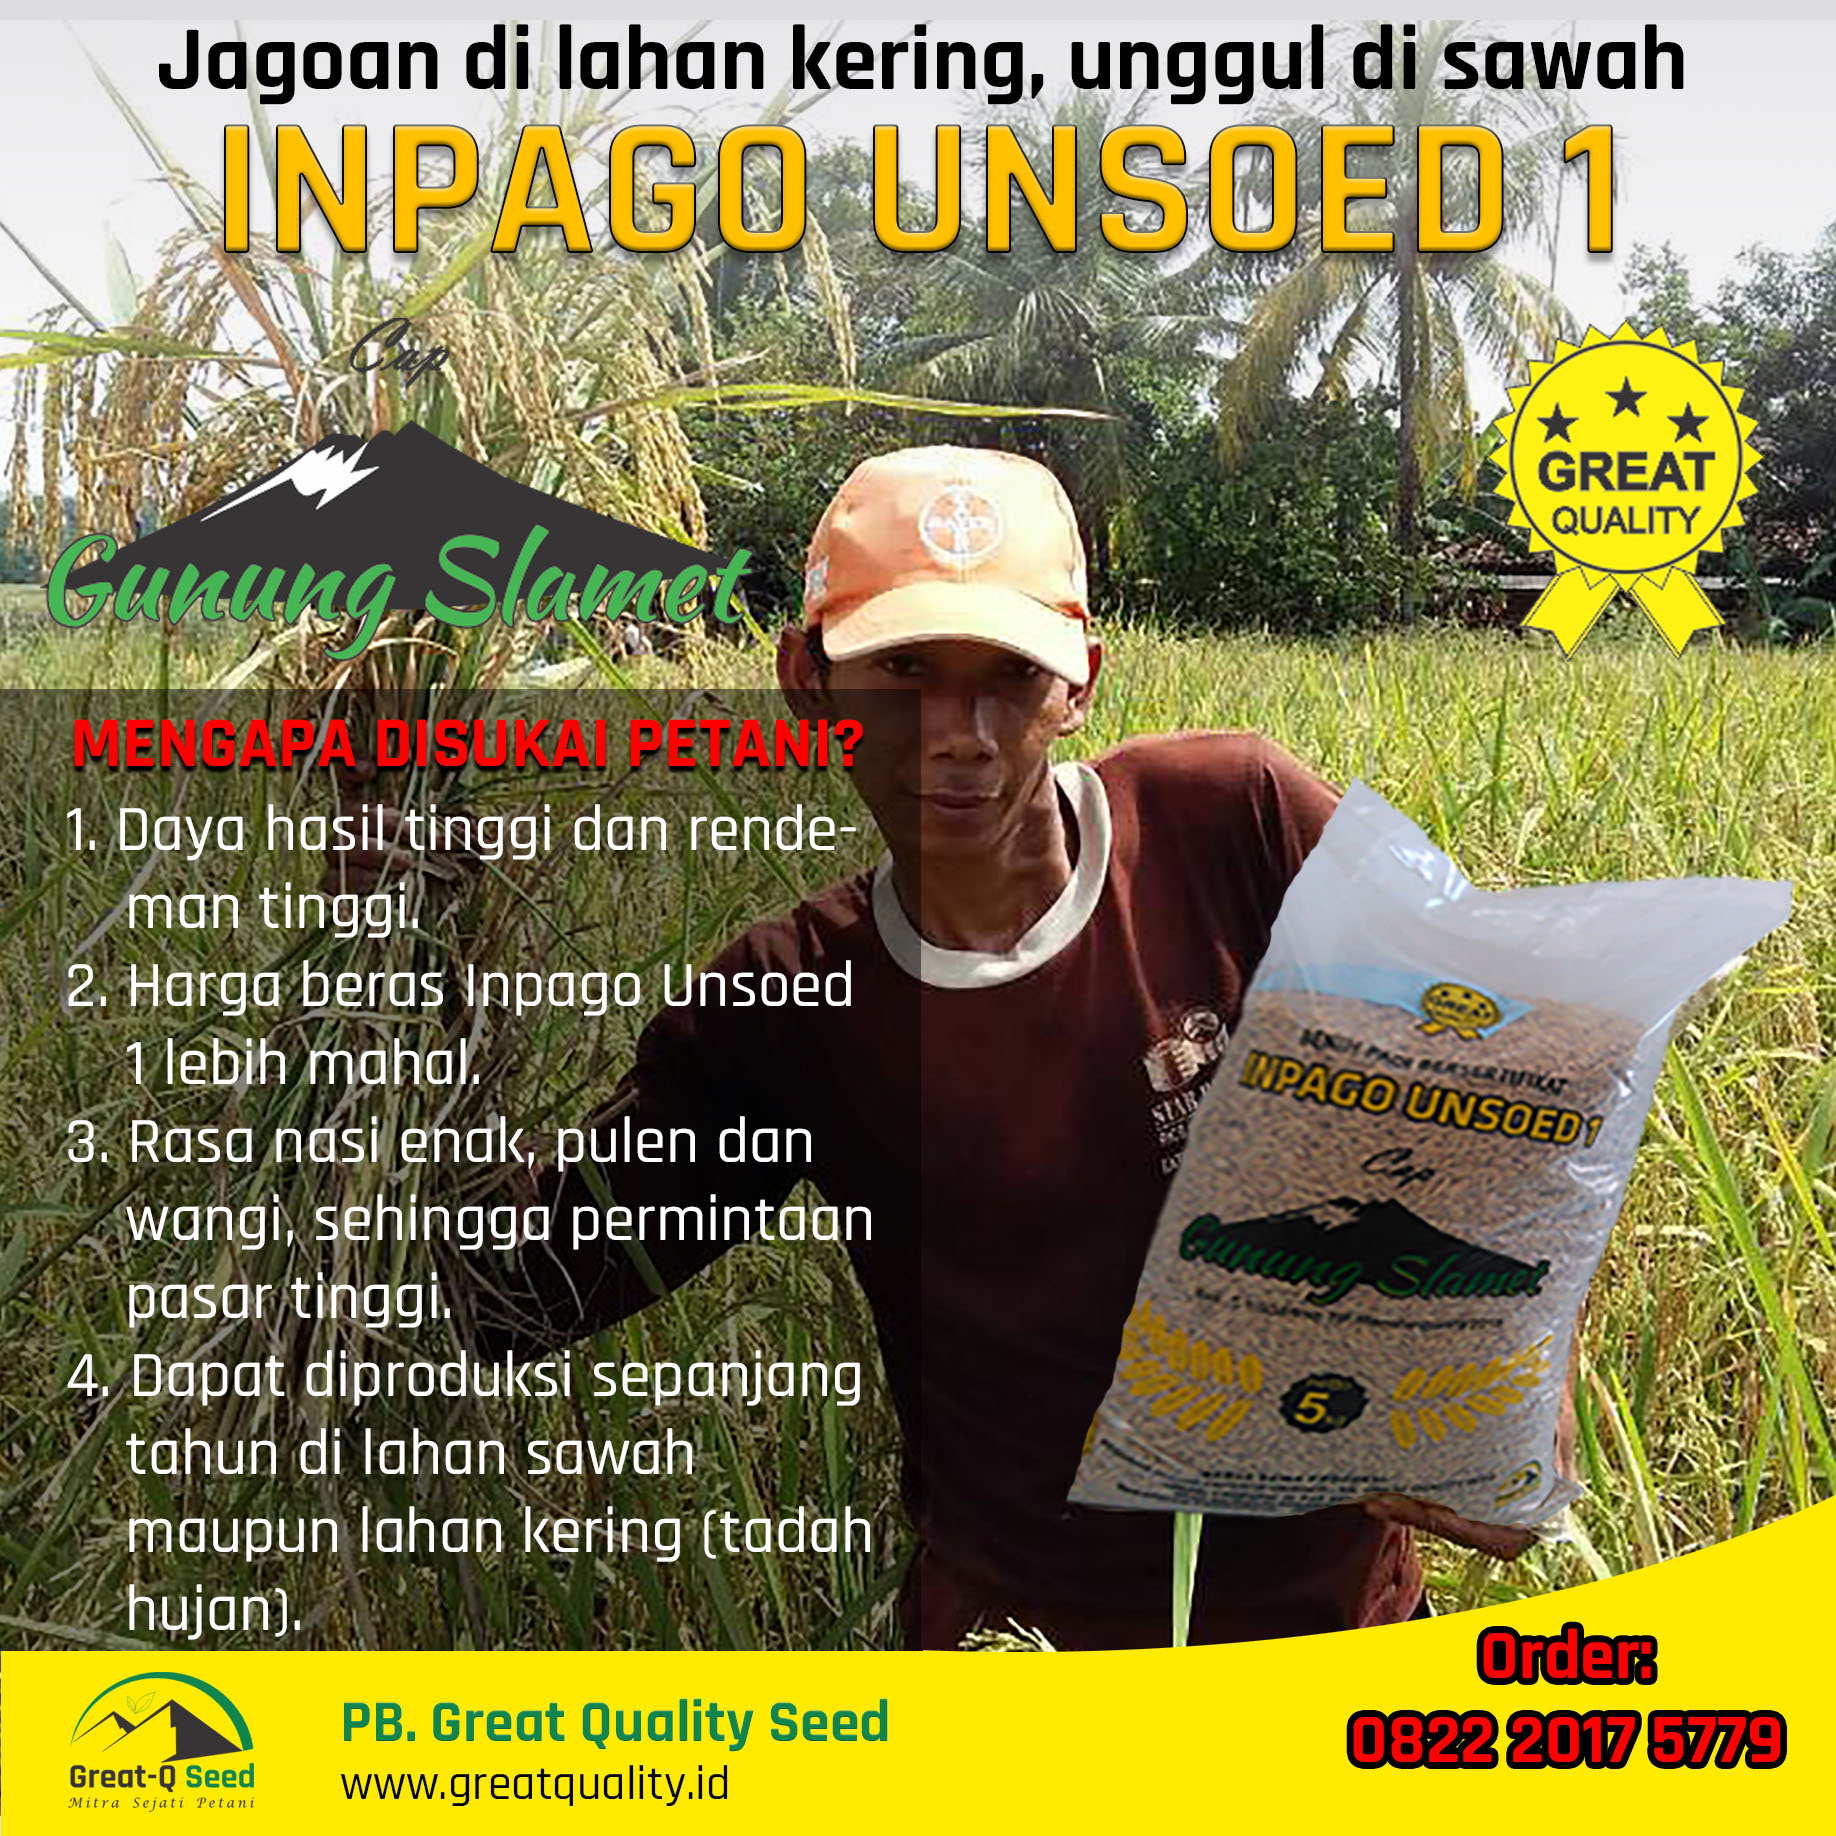 Jagoan di lahan kering, unggul di sawah
INPAGO UNSOED 1
Cap
Gunung Slamet
GREAT
QUALITY
MENGAPA DISUKAI PETANI?
1. Daya hasil tinggi dan rende-
man tinggi.
2. Harga beras Inpago Unsoed
1 lebih mahal.
3. Rasa nasi enak, pulen dan
wangi, sehingga permintaan
pasar tinggi.
4. Dapat diproduksi sepanjang
tahun di lahan sawah
maupun lahan kering (tadah
hujan).
BENIH PADI BERSERTIFIKAT
INPAGO UNSOED 1
Cap
Gunung Slamet
5
Order:
0822 2017 5779
Great-Q Seed
Mitra Sejati Petani
PB. Great Quality Seed
www.greatquality.id